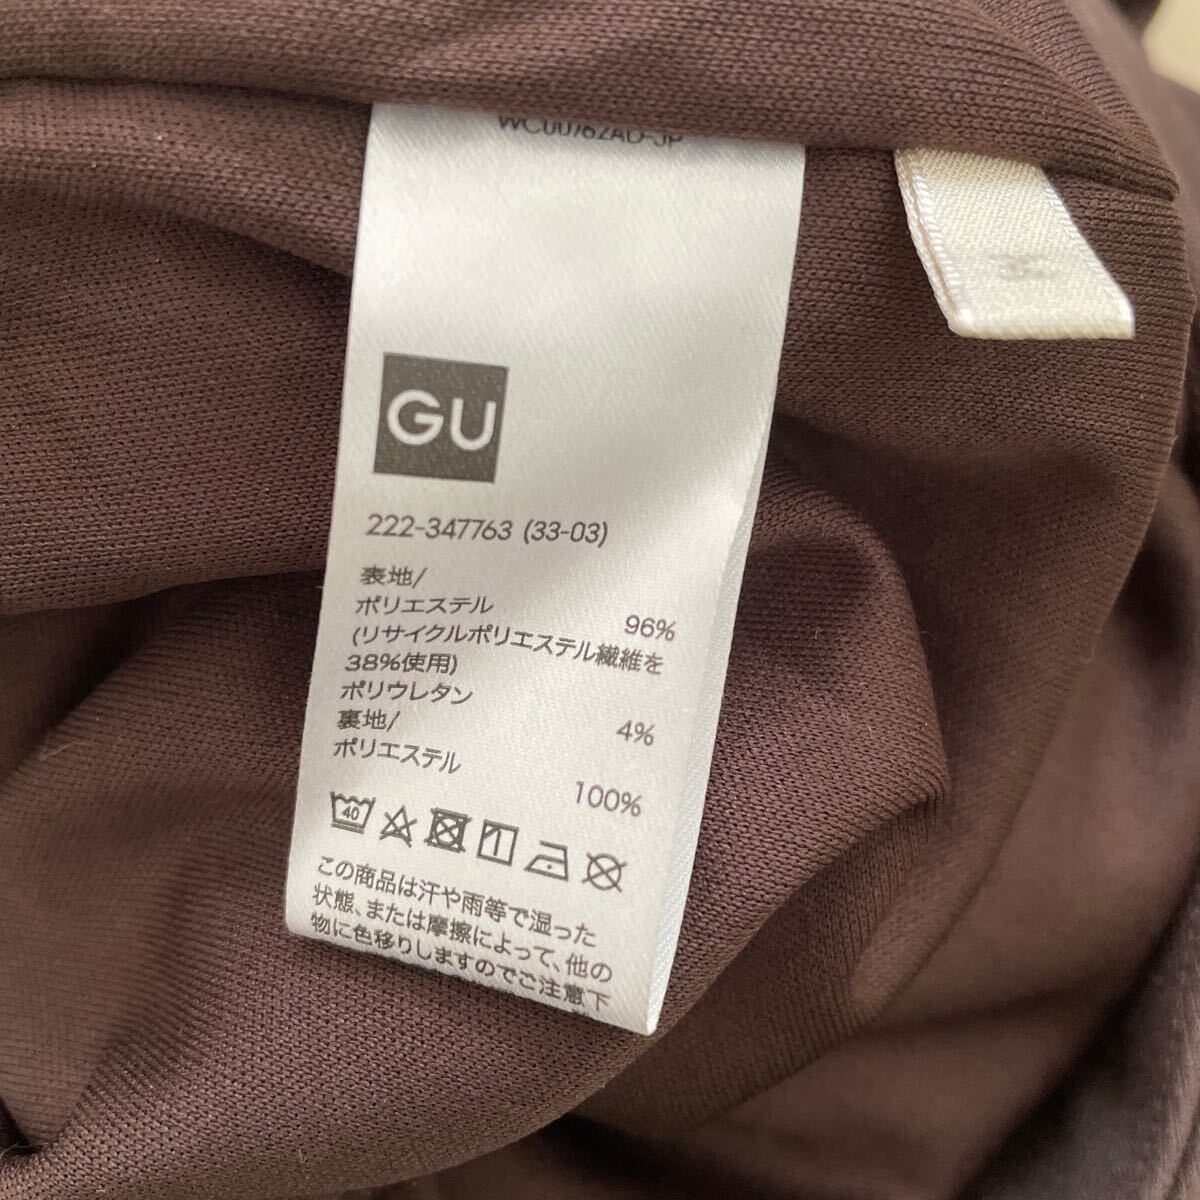 WC00762AD-JP
GU
222-347763 (33-03)
表地/
ポリエステル 96%
(リサイクルポリエステル繊維を
38%使用)
ポリウレタン 4%
裏地/
ポリエステル 100%
40
この商品は汗や雨等で湿った
状態、または摩擦によって、他の
物に色移りしますのでご注意下